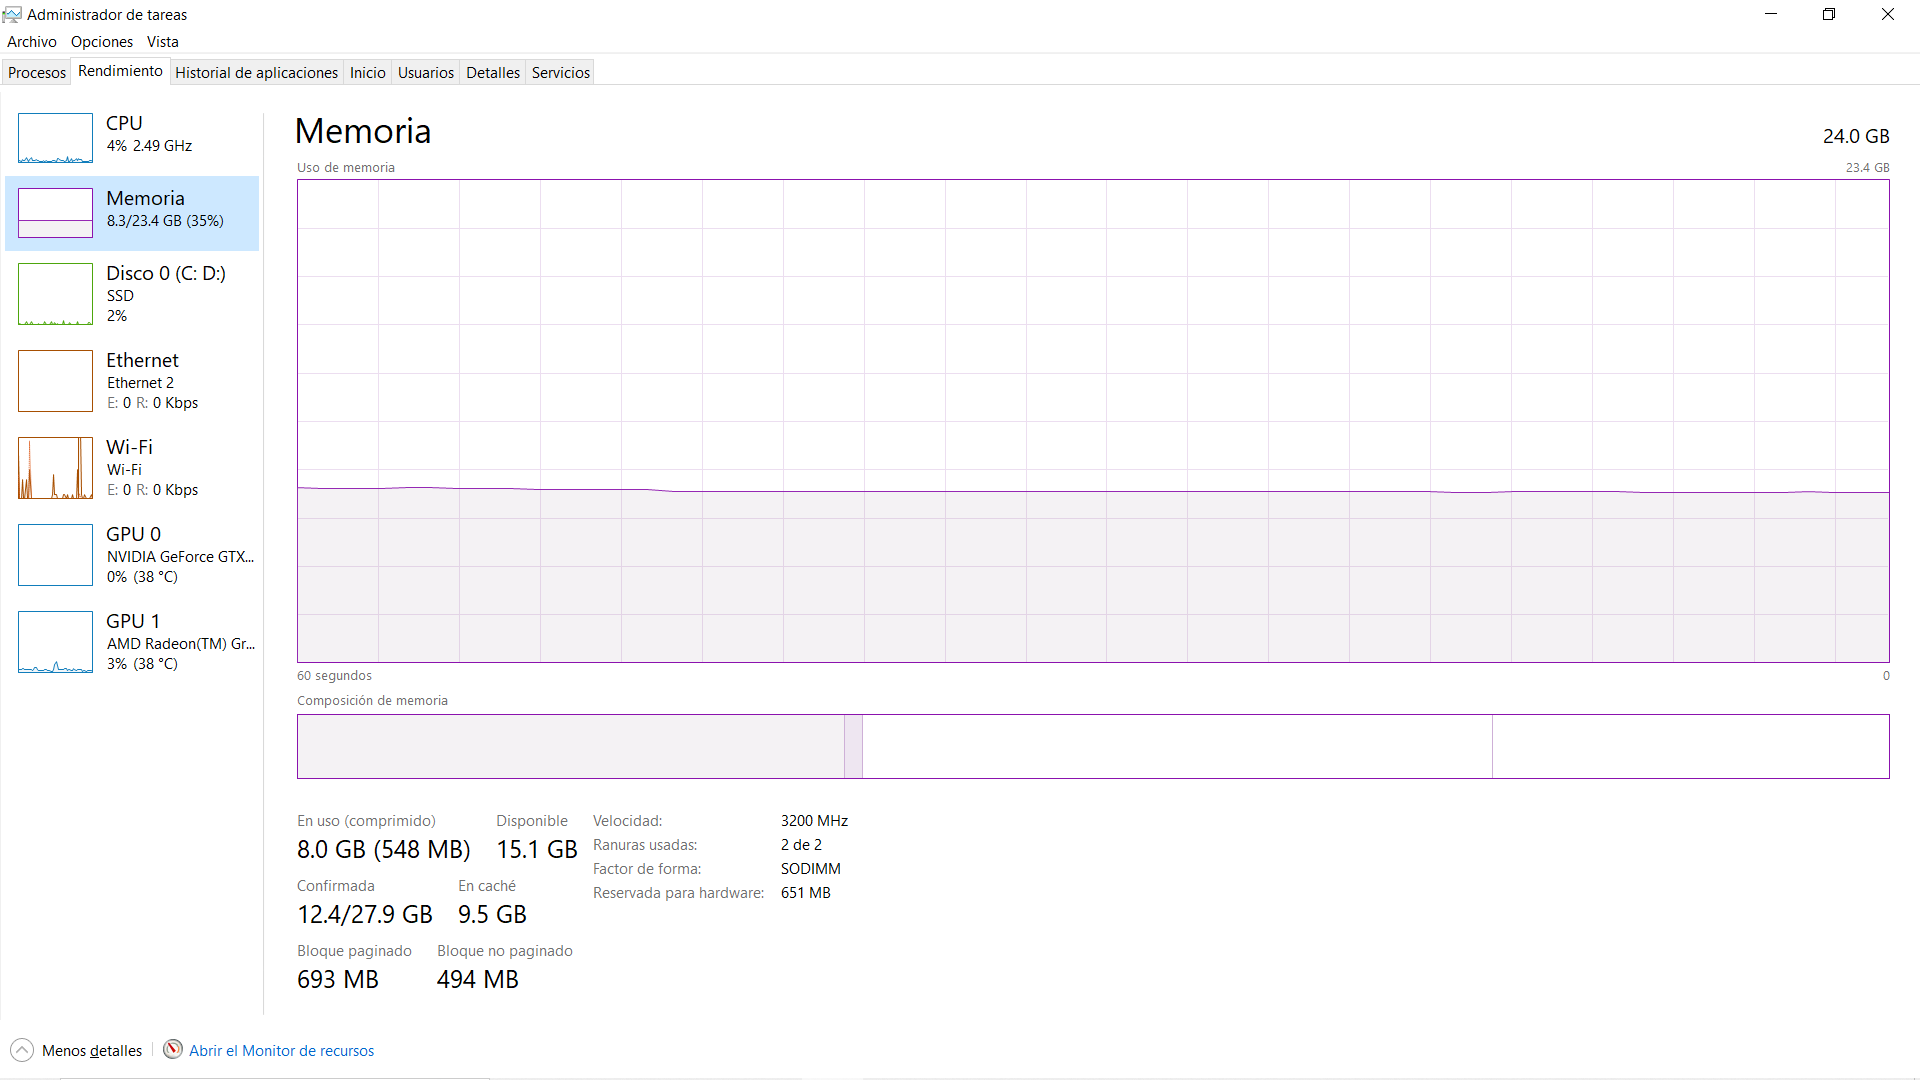 Administrador de tareas
Archivo Opciones Vista
Procesos Rendimiento Historial de aplicaciones Inicio Usuarios Detalles Servicios
CPU
4% 2.49 GHz
Memoria
8.3/23.4 GB (35%)
Disco 0 (C: D:)
SSD
2%
Ethernet
Ethernet 2
E: 0 R: 0 Kbps
Wi-Fi
Wi-Fi
E: 0 R: 0 Kbps
GPU 0
NVIDIA GeForce GTX...
0% (38 °C)
GPU 1
AMD Radeon(TM) Gr...
3% (38 °C)
Memoria 24.0 GB
Uso de memoria 23.4 GB
60 segundos 0
Composición de memoria
En uso (comprimido) Disponible
8.0 GB (548 MB) 15.1 GB
Confirmada En caché
12.4/27.9 GB 9.5 GB
Bloque paginado Bloque no paginado
693 MB 494 MB
Velocidad: 3200 MHz
Ranuras usadas: 2 de 2
Factor de forma: SODIMM
Reservada para hardware: 651 MB
Menos detalles Abrir el Monitor de recursos